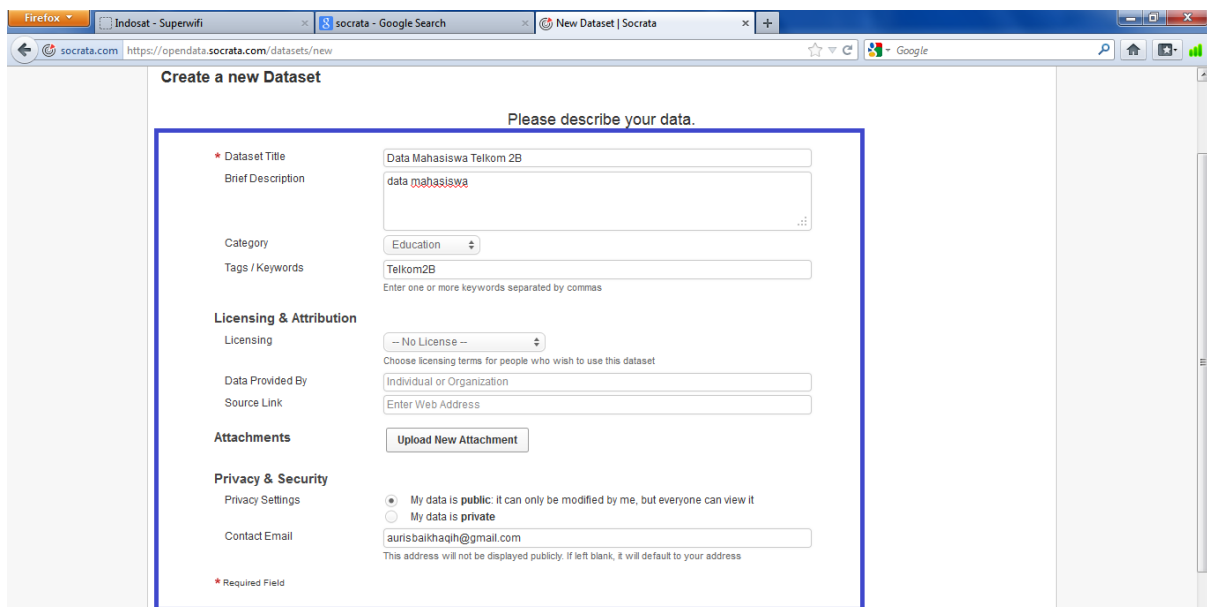 Firefox
Indosat - Superwifi
socrata - Google Search
New Dataset | Socrata
socrata.com https://opendata.socrata.com/datasets/new
Google
Create a new Dataset
Please describe your data.
* Dataset Title Data Mahasiswa Telkom 2B
Brief Description data mahasiswa
Category Education
Tags / Keywords Telkom2B
Enter one or more keywords separated by commas
Licensing & Attribution
Licensing -- No License --
Choose licensing terms for people who wish to use this dataset
Data Provided By Individual or Organization
Source Link Enter Web Address
Attachments Upload New Attachment
Privacy & Security
Privacy Settings My data is public: it can only be modified by me, but everyone can view it
My data is private
Contact Email aurisbaikhaqih@gmail.com
This address will not be displayed publicly. If left blank, it will default to your address
* Required Field